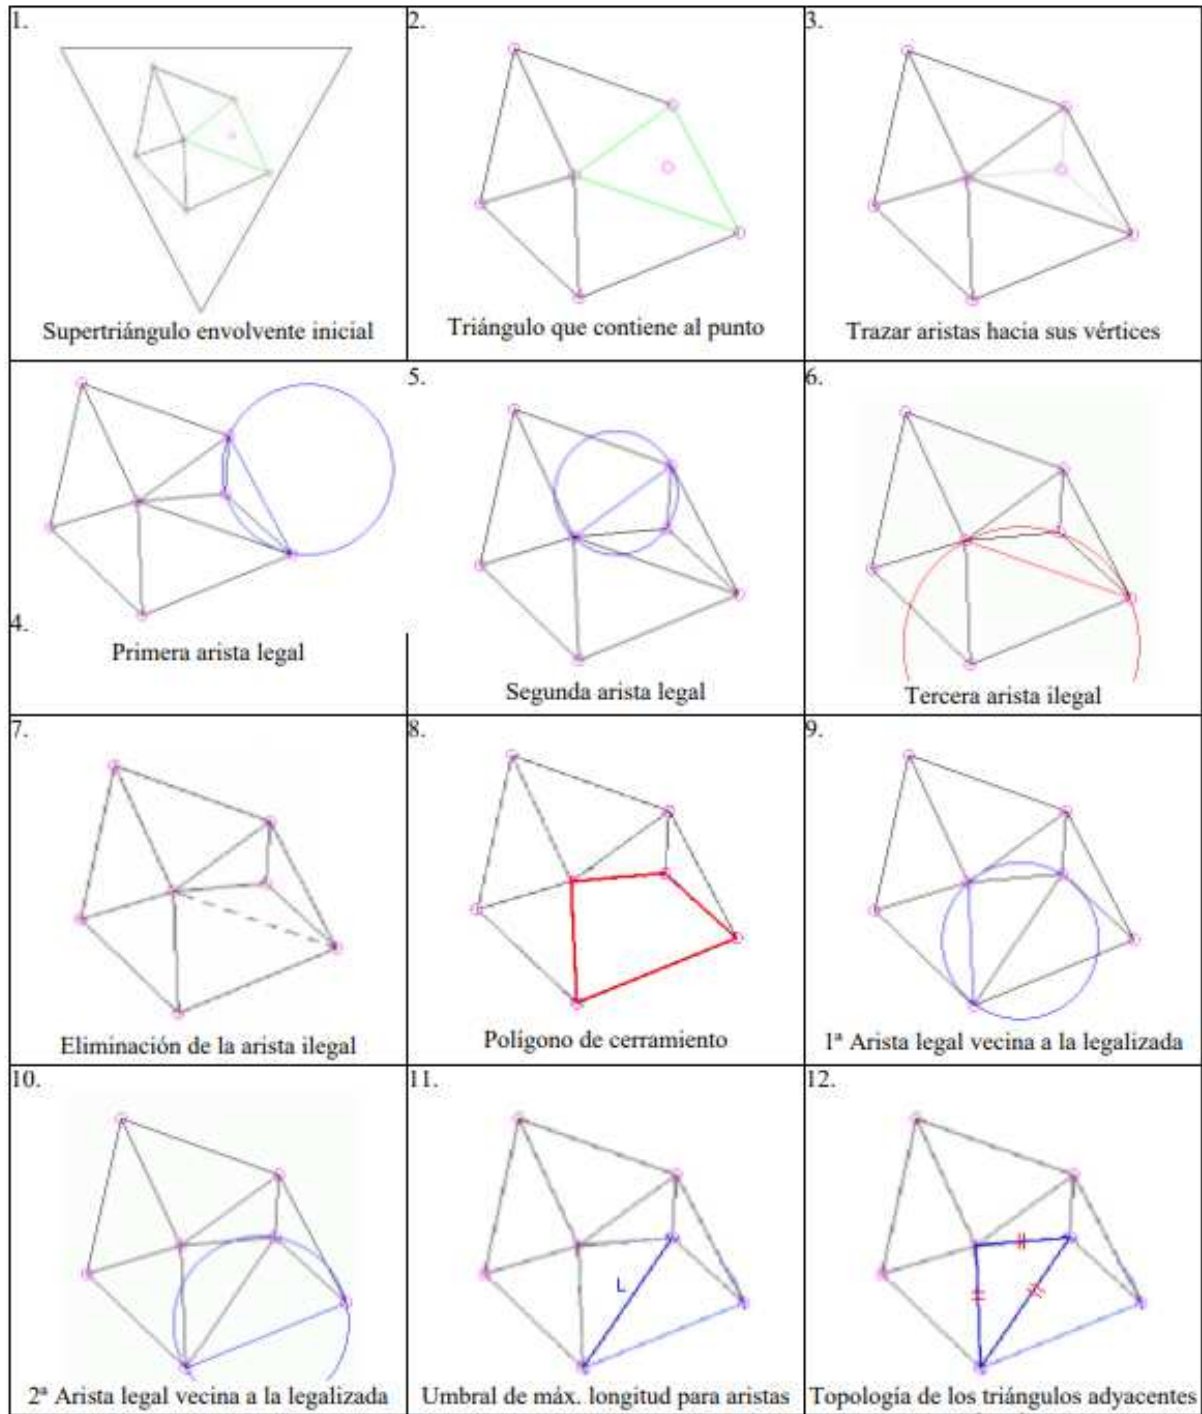 1.
Supertriángulo envolvente inicial
2.
Triángulo que contiene al punto
3.
Trazar aristas hacia sus vértices
4.
Primera arista legal
5.
Segunda arista legal
6.
Tercera arista ilegal
7.
Eliminación de la arista ilegal
8.
Polígono de cerramiento
9.
1ª Arista legal vecina a la legalizada
10.
2ª Arista legal vecina a la legalizada
11.
L
Umbral de máx. longitud para aristas
12.
Topología de los triángulos adyacentes